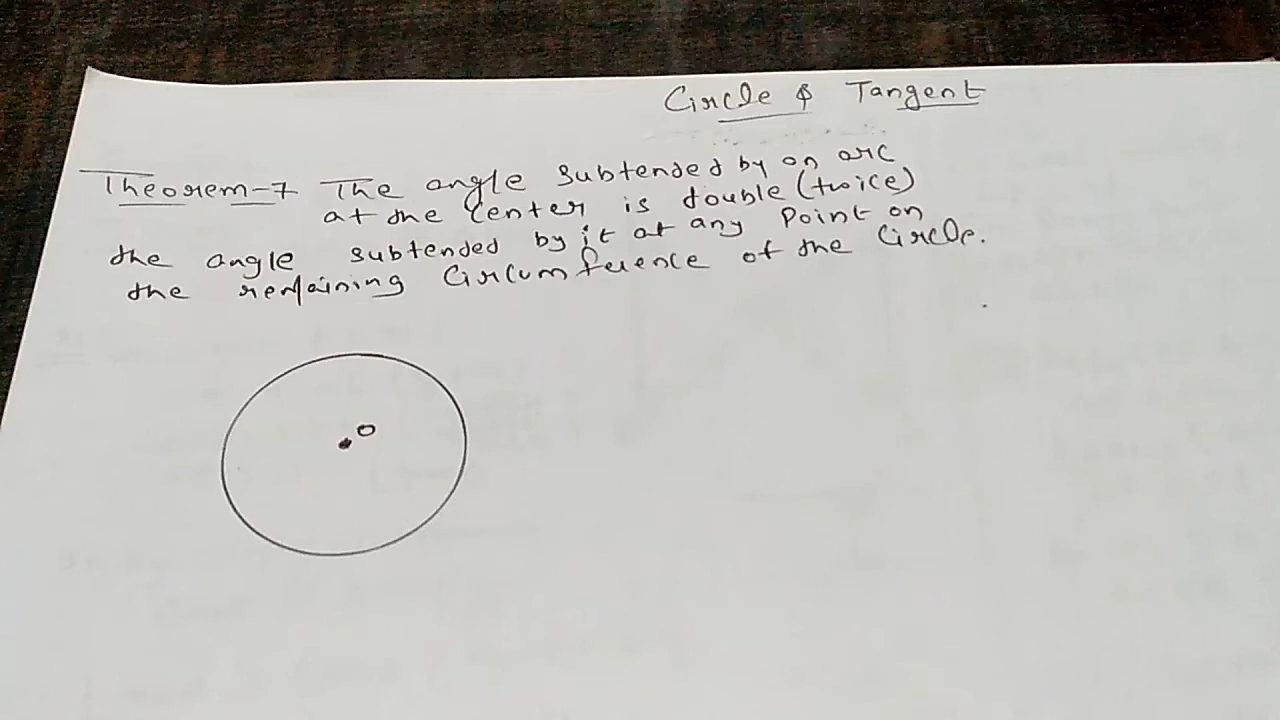 Circle & Tangent
Theorem-7 The angle subtended by an arc
at the center is double (twice)
the angle subtended by it at any point on
the remaining circumference of the circle.
O